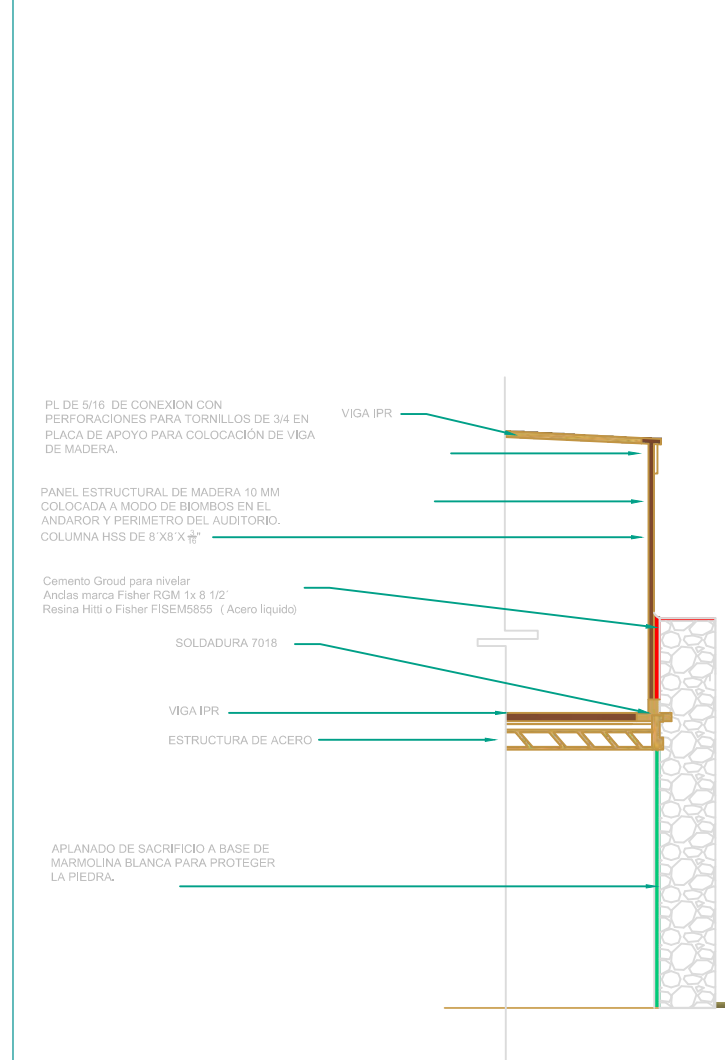 PL DE 5/16 DE CONEXION CON
PERFORACIONES PARA TORNILLOS DE 3/4 EN
PLACA DE APOYO PARA COLOCACIÓN DE VIGA
DE MADERA.
VIGA IPR
PANEL ESTRUCTURAL DE MADERA 10 MM
COLOCADA A MODO DE BIOMBOS EN EL
ANDAROR Y PERIMETRO DEL AUDITORIO.
COLUMNA HSS DE 8´X8´X 3/16"
Cemento Groud para nivelar
Anclas marca Fisher RGM 1x 8 1/2´
Resina Hitti o Fisher FISEM5855 ( Acero liquido)
SOLDADURA 7018
VIGA IPR
ESTRUCTURA DE ACERO
APLANADO DE SACRIFICIO A BASE DE
MARMOLINA BLANCA PARA PROTEGER
LA PIEDRA.